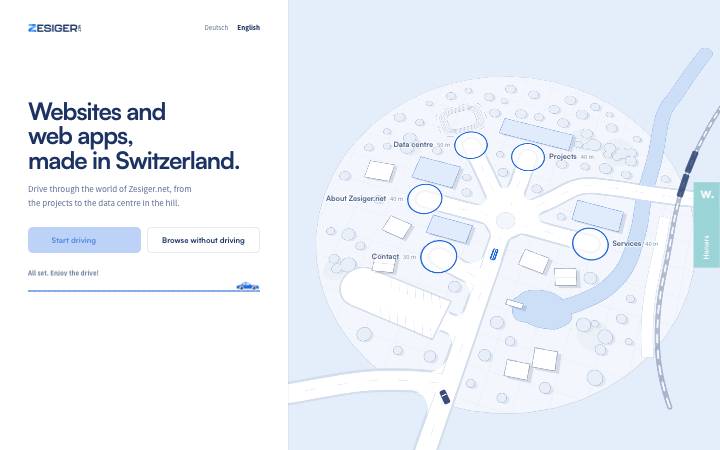 ZESIGER
Deutsch English
Websites and
web apps,
made in Switzerland.
Drive through the world of Zesiger.net, from
the projects to the data centre in the hill.
Start driving
Browse without driving
All set. Enjoy the drive!
Data centre 50 m
Projects 40 m
About Zesiger.net 40 m
Services 40 m
Contact 30 m
W.
Honors